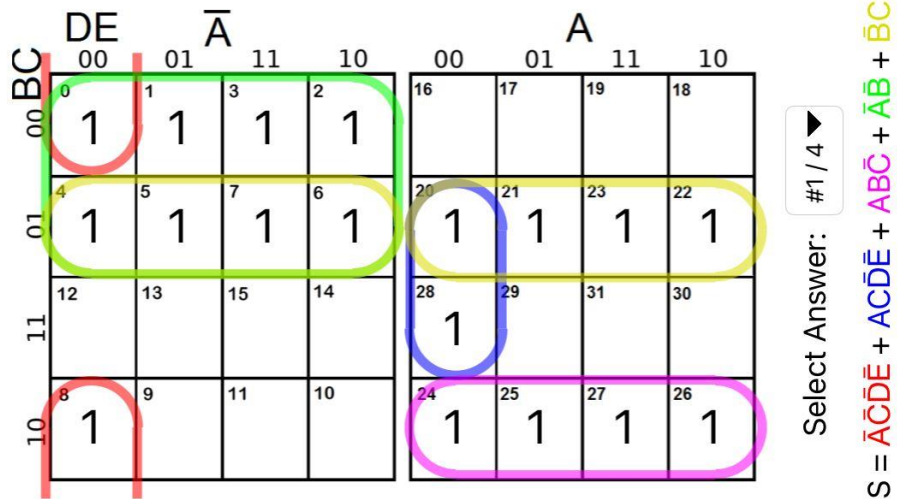 DE A̅ A
00 01 11 10 00 01 11 10
BC
00 0 1 1 1 3 1 2 1 16 17 19 18
01 4 1 5 1 7 1 6 1 20 1 21 1 23 1 22 1
11 12 13 15 14 28 1 29 31 30
10 8 1 9 11 10 24 1 25 1 27 1 26 1
Select Answer: #1 / 4 ▼
S = A̅C̅D̅E̅ + ACD̅E̅ + ABC̅ + A̅B̅ + B̅C